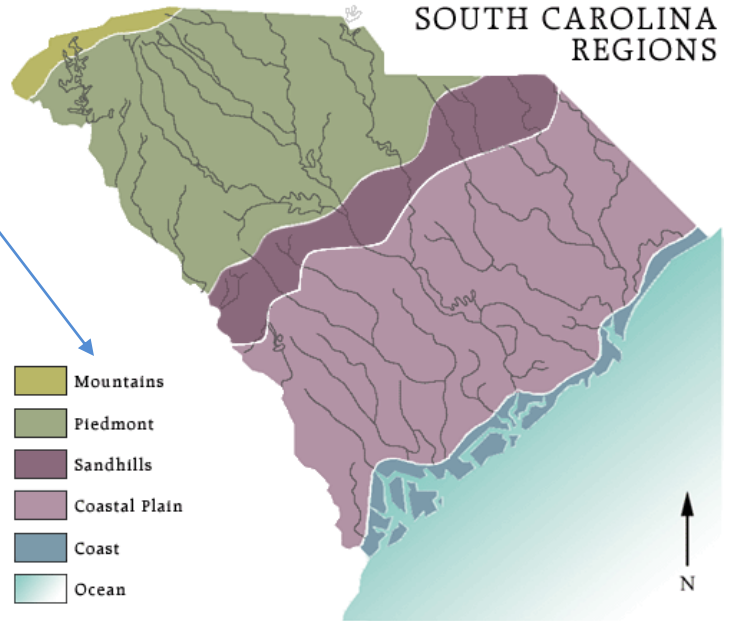 SOUTH CAROLINA
REGIONS
Mountains
Piedmont
Sandhills
Coastal Plain
Coast
Ocean
N